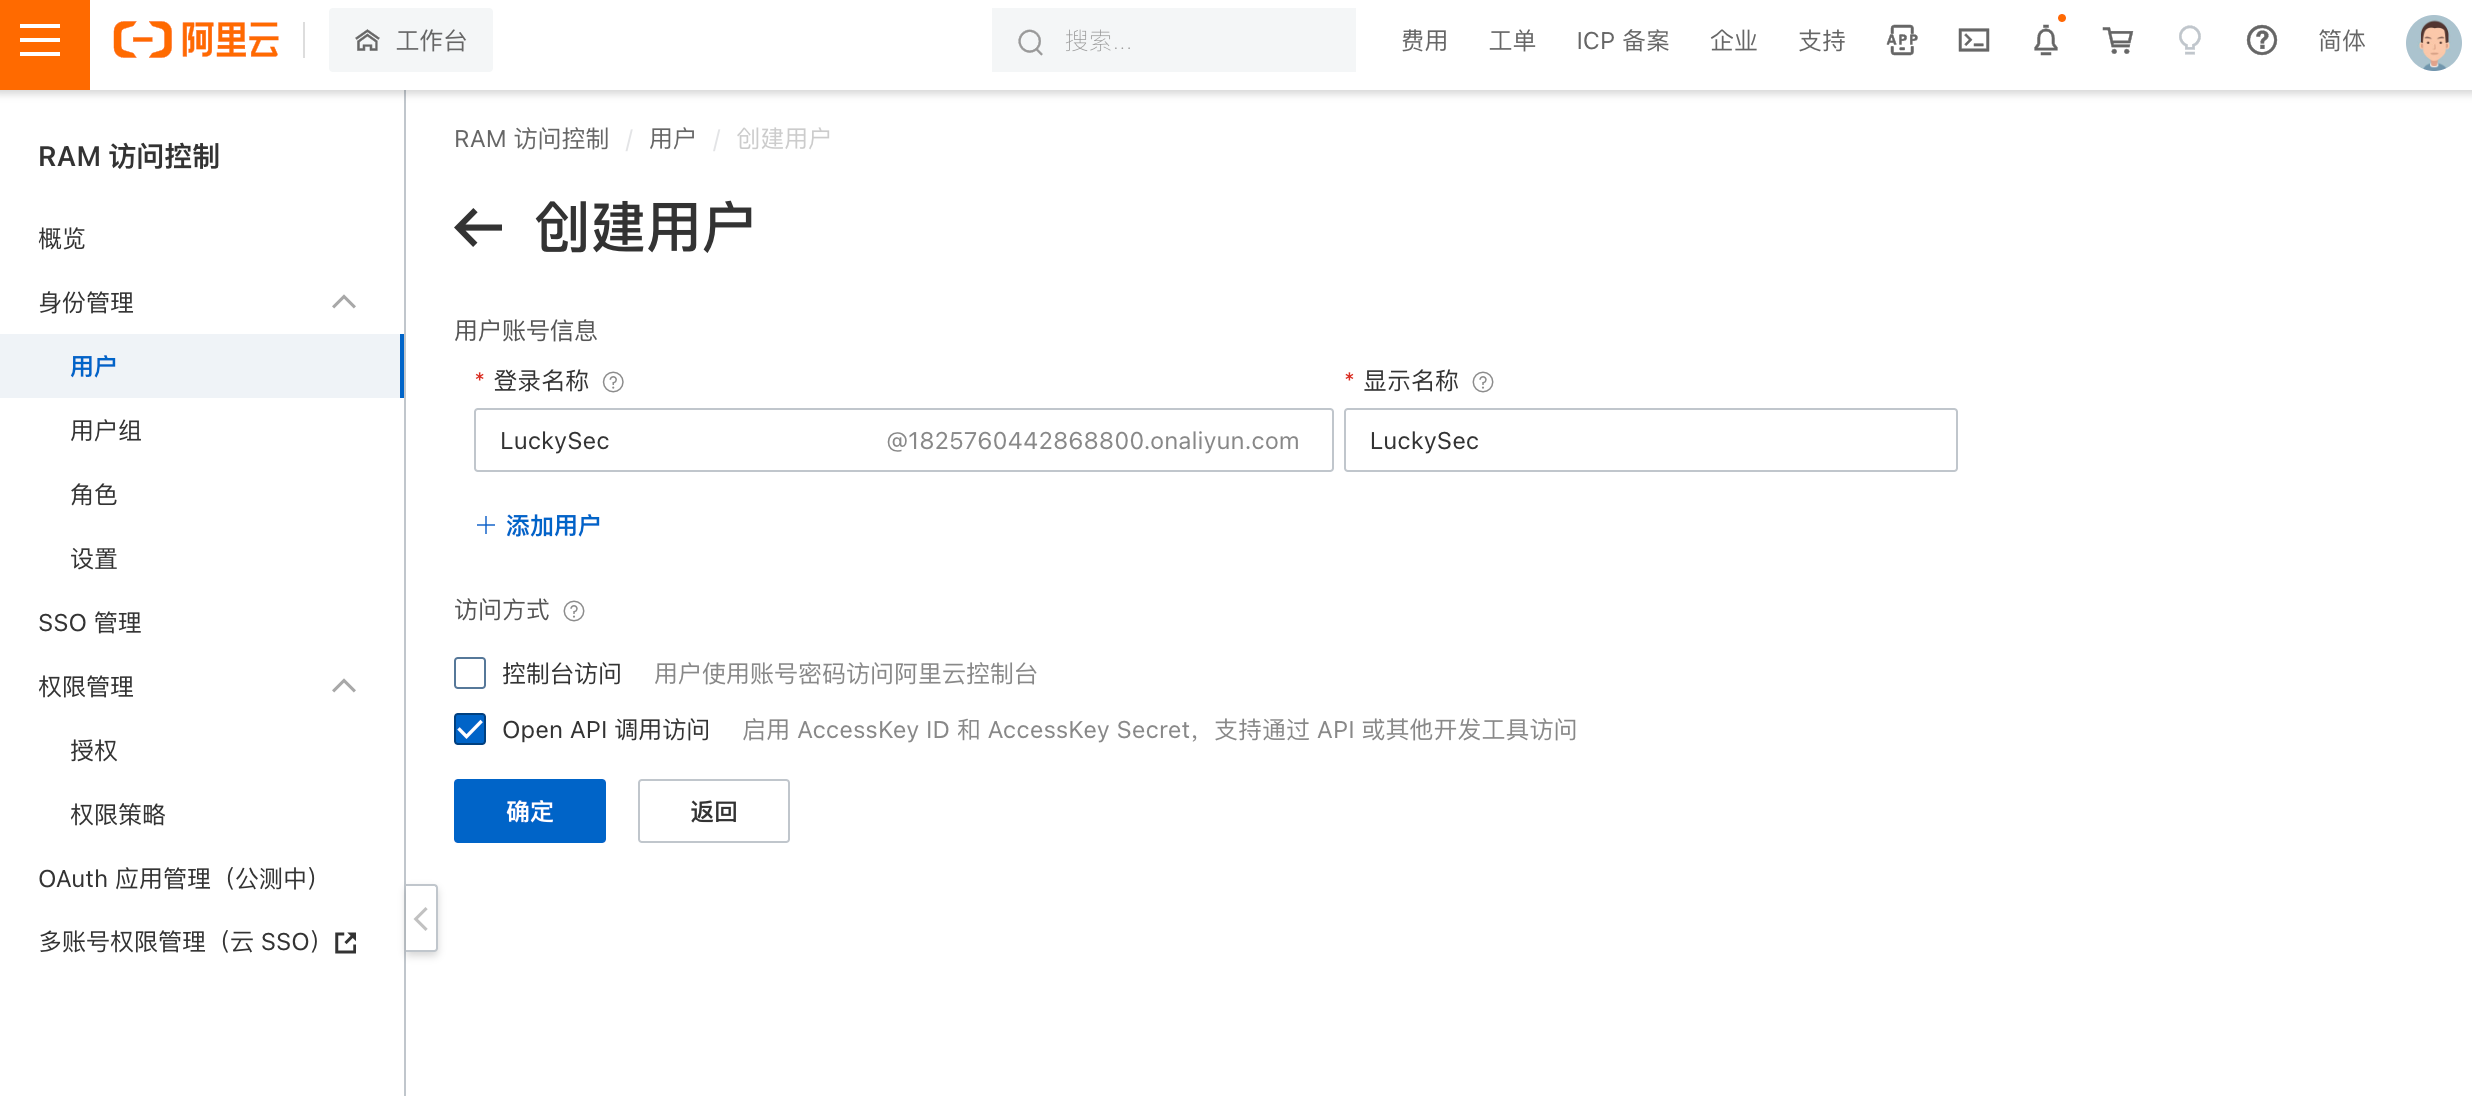 阿里云
工作台
搜索...
费用
工单
ICP 备案
企业
支持
APP
简体
RAM 访问控制
概览
身份管理
用户
用户组
角色
设置
SSO 管理
权限管理
授权
权限策略
OAuth 应用管理（公测中）
多账号权限管理（云 SSO）
RAM 访问控制 / 用户 / 创建用户
创建用户
用户账号信息
* 登录名称
* 显示名称
LuckySec @1825760442868800.onaliyun.com
LuckySec
+ 添加用户
访问方式
控制台访问 用户使用账号密码访问阿里云控制台
Open API 调用访问 启用 AccessKey ID 和 AccessKey Secret，支持通过 API 或其他开发工具访问
确定
返回